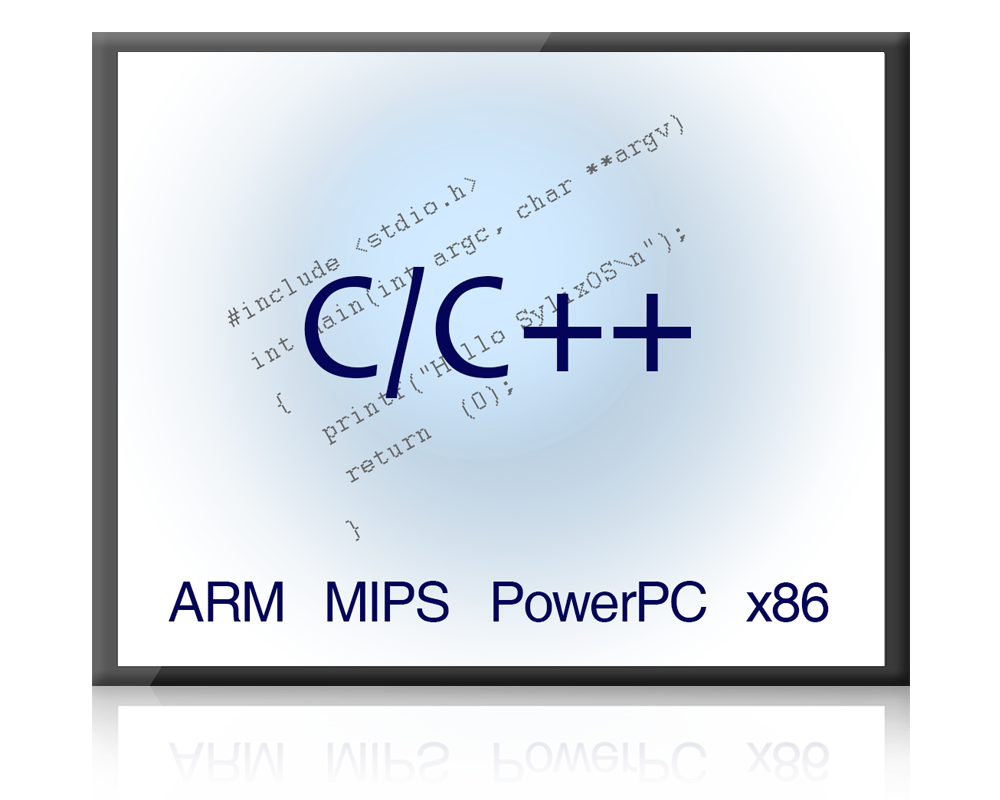 #include <stdio.h>
int main(int argc, char **argv)
{
printf("Hello SylixOS\n");
return (0);
}
C/C++
ARM MIPS PowerPC x86